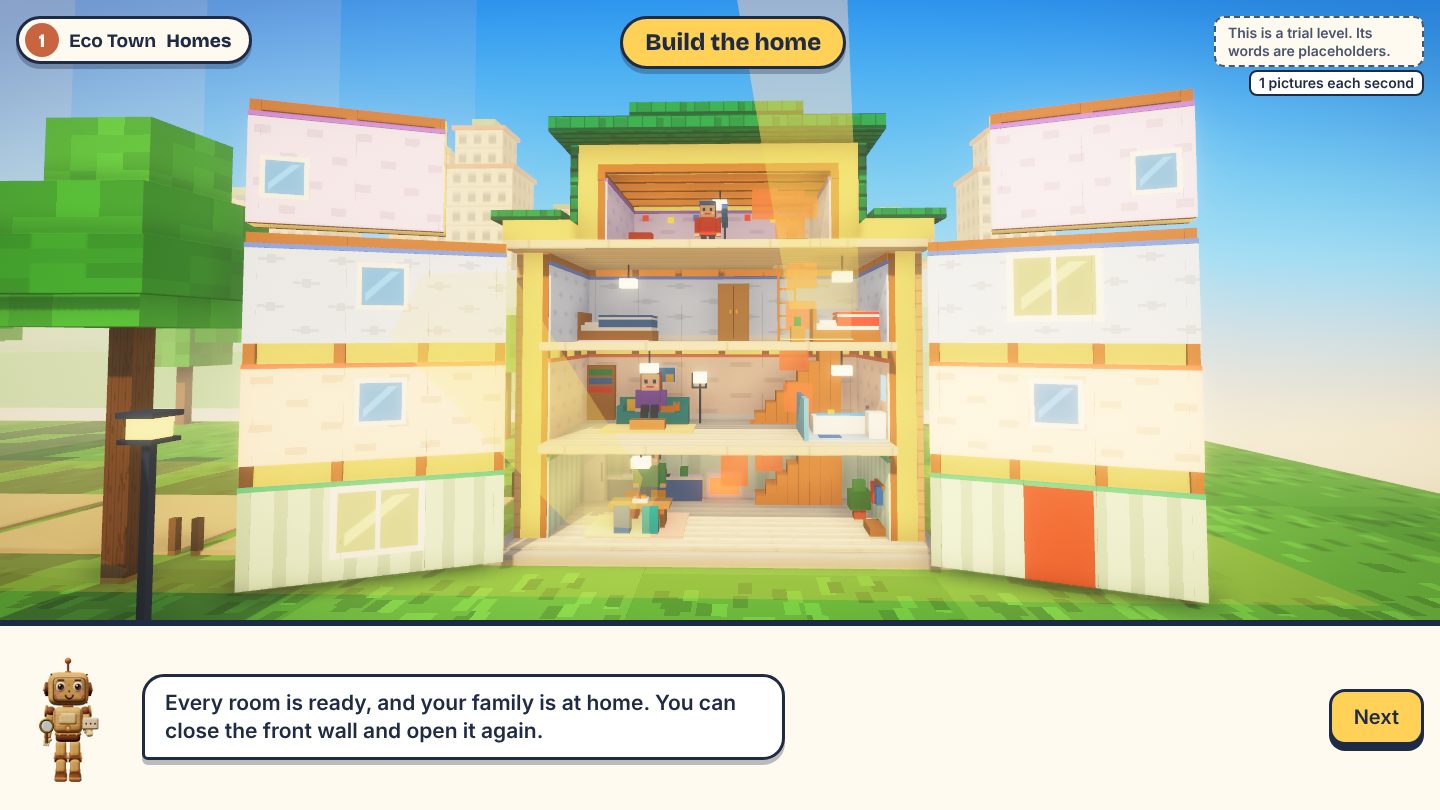 1 Eco Town Homes
Build the home
This is a trial level. Its
words are placeholders.
1 pictures each second
Every room is ready, and your family is at home. You can
close the front wall and open it again.
Next